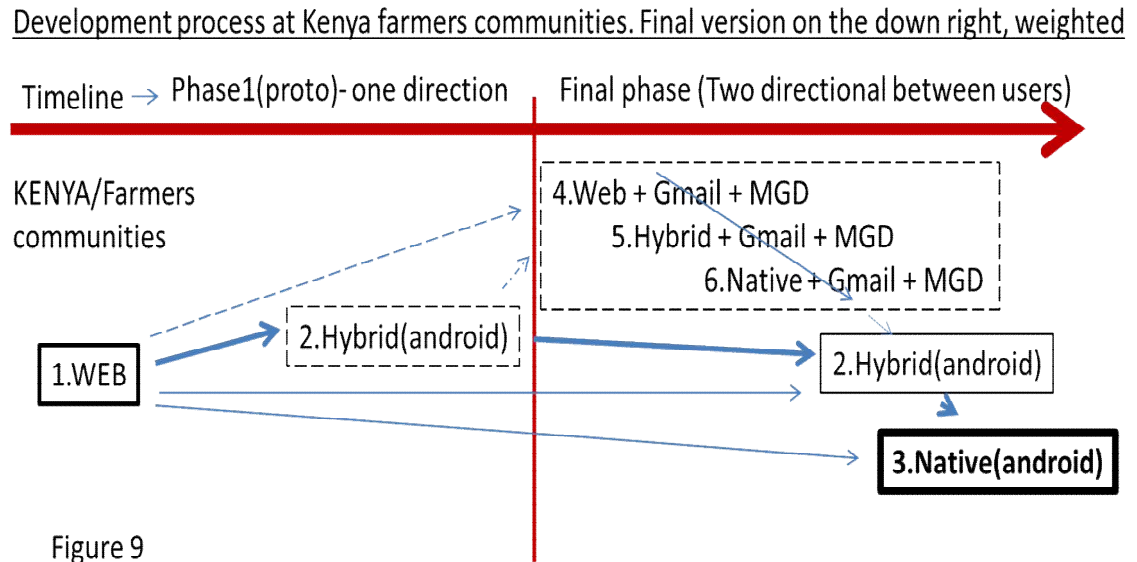 Development process at Kenya farmers communities. Final version on the down right, weighted
Timeline → Phase1(proto)- one direction
Final phase (Two directional between users)
KENYA/Farmers
communities
4.Web + Gmail + MGD
5.Hybrid + Gmail + MGD
6.Native + Gmail + MGD
2.Hybrid(android)
1.WEB
2.Hybrid(android)
3.Native(android)
Figure 9